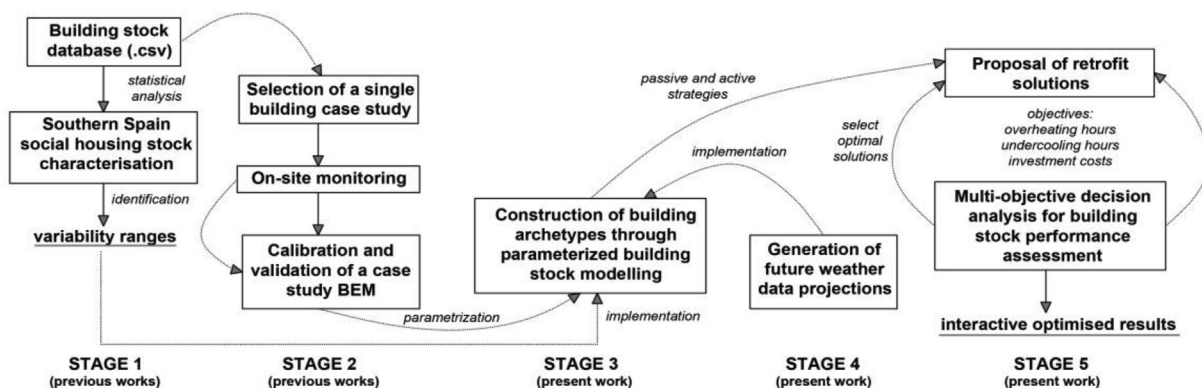 Building stock
database (.csv)
statistical
analysis
Southern Spain
social housing stock
characterisation
identification
variability ranges
STAGE 1
(previous works)
Selection of a single
building case study
On-site monitoring
Calibration and
validation of a case
study BEM
parametrization
STAGE 2
(previous works)
passive and active
strategies
Construction of building
archetypes through
parameterized building
stock modelling
implementation
STAGE 3
(present work)
implementation
Generation of
future weather
data projections
STAGE 4
(present work)
Proposal of retrofit
solutions
select
optimal
solutions
objectives:
overheating hours
undercooling hours
investment costs
Multi-objective decision
analysis for building
stock performance
assessment
interactive optimised results
STAGE 5
(present work)